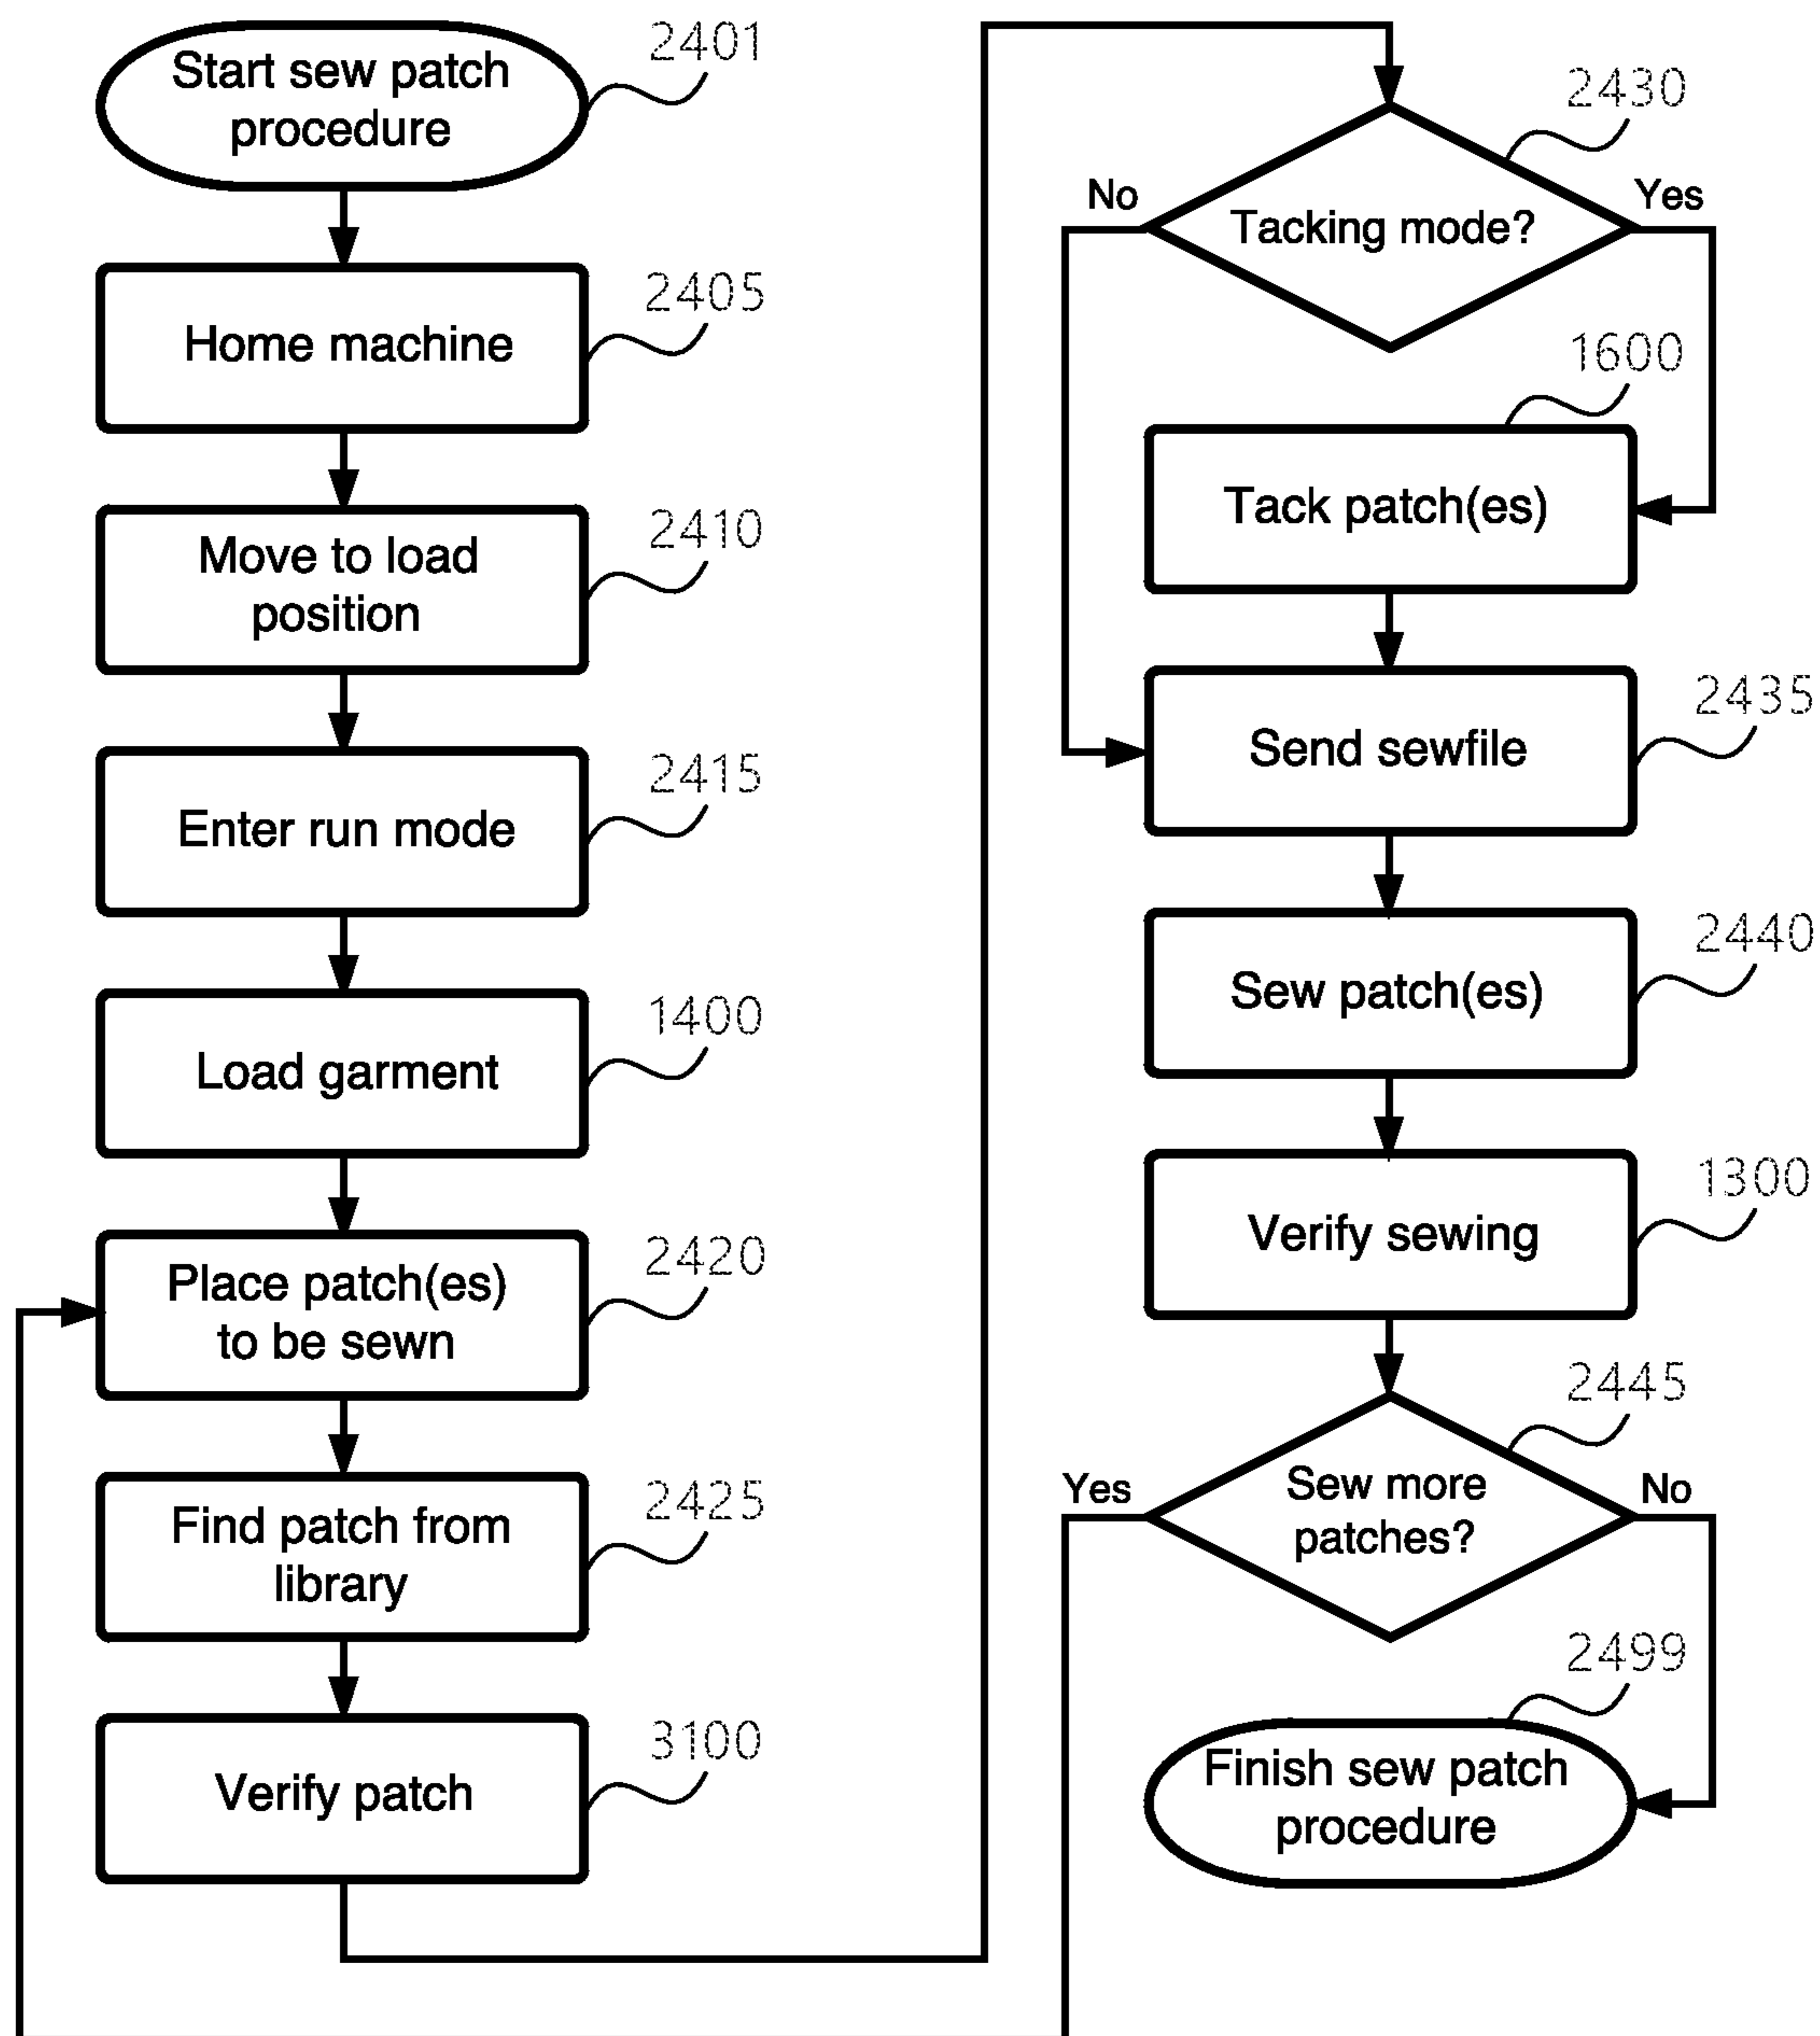 Start sew patch
procedure
2401
Home machine
2405
Move to load
position
2410
Enter run mode
2415
Load garment
1400
Place patch(es)
to be sewn
2420
Find patch from
library
2425
Verify patch
3100
2430
No
Yes
Tacking mode?
1600
Tack patch(es)
Send sewfile
2435
Sew patch(es)
2440
Verify sewing
1300
2445
Yes
No
Sew more
patches?
2499
Finish sew patch
procedure